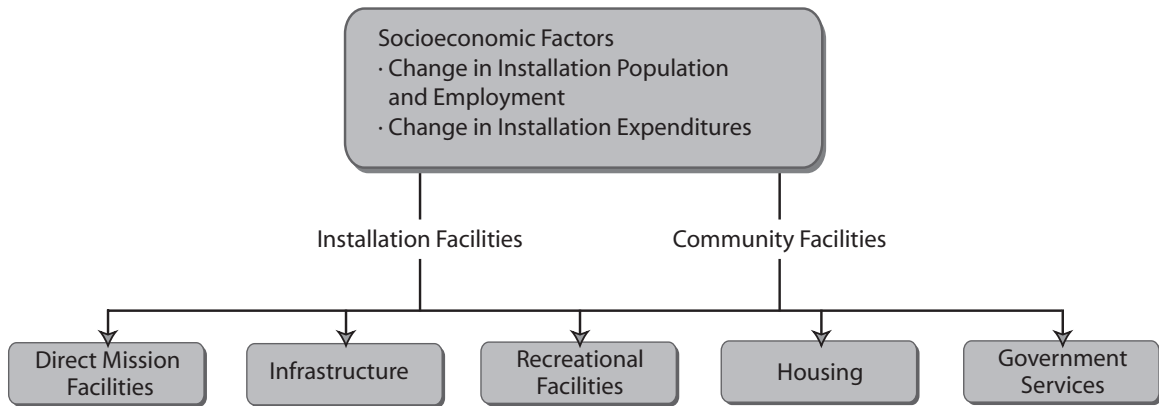 Socioeconomic Factors
· Change in Installation Population
and Employment
· Change in Installation Expenditures
Installation Facilities
Community Facilities
Direct Mission
Facilities
Infrastructure
Recreational
Facilities
Housing
Government
Services